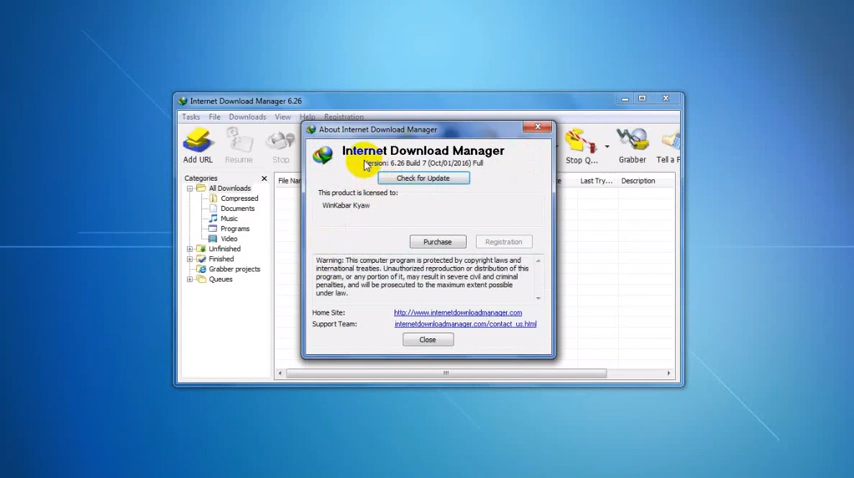 Internet Download Manager 6.26
Tasks File Downloads View Help Registration
About Internet Download Manager
Internet Download Manager
Version: 6.26 Build 7 (Oct/01/2016) Full
Check for Update
This product is licensed to:
WinKabar Kyaw
Purchase Registration
Warning: This computer program is protected by copyright laws and
international treaties. Unauthorized reproduction or distribution of this
program, or any portion of it, may result in severe civil and criminal
penalties, and will be prosecuted to the maximum extent possible
under law.
Home Site: http://www.internetdownloadmanager.com
Support Team: internetdownloadmanager.com/contact_us.html
Close
Add URL Resume Stop Stop Q... Grabber Tell a F
Categories
All Downloads
Compressed
Documents
Music
Programs
Video
Unfinished
Finished
Grabber projects
Queues
File Nam Last Try... Description